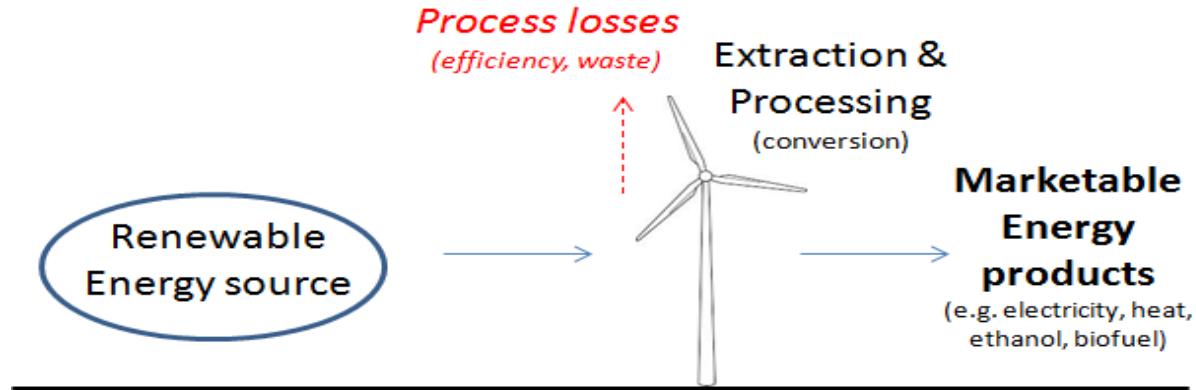 Process losses
(efficiency, waste)
Extraction &
Processing
(conversion)
Renewable
Energy source
Marketable
Energy
products
(e.g. electricity, heat,
ethanol, biofuel)